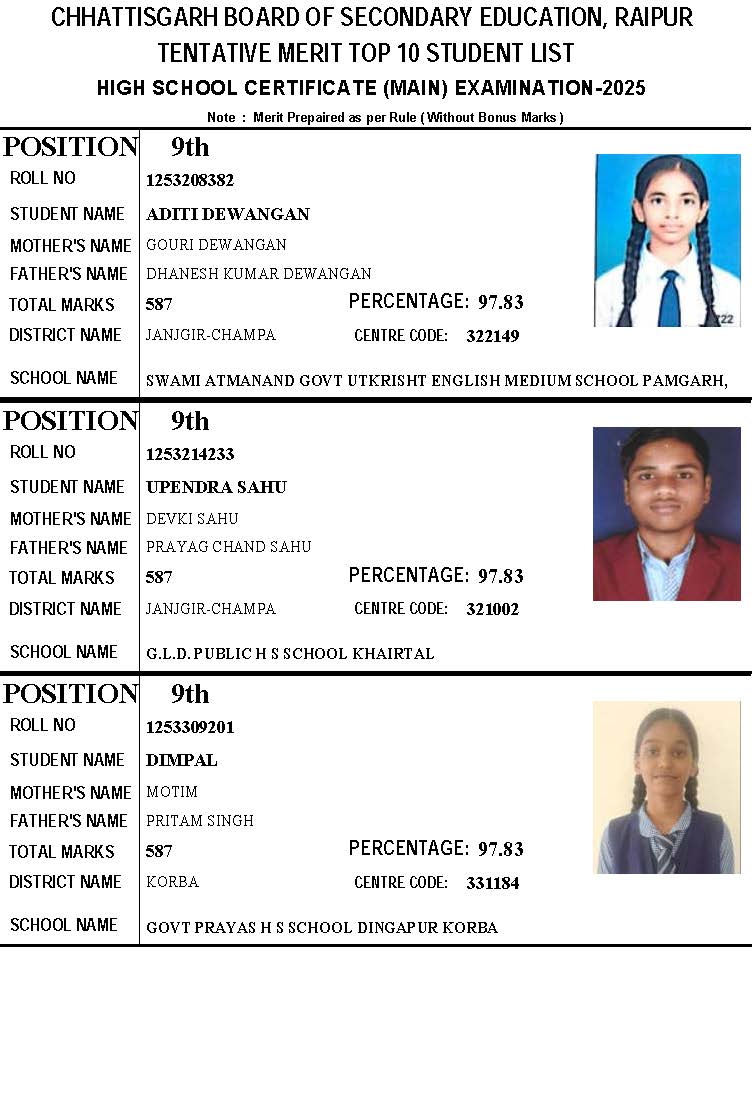 CHHATTISGARH BOARD OF SECONDARY EDUCATION, RAIPUR
TENTATIVE MERIT TOP 10 STUDENT LIST
HIGH SCHOOL CERTIFICATE (MAIN) EXAMINATION-2025
Note : Merit Prepaired as per Rule ( Without Bonus Marks )
POSITION 9th
ROLL NO 1253208382
STUDENT NAME ADITI DEWANGAN
MOTHER'S NAME GOURI DEWANGAN
FATHER'S NAME DHANESH KUMAR DEWANGAN
TOTAL MARKS 587 PERCENTAGE: 97.83
722
DISTRICT NAME JANJGIR-CHAMPA CENTRE CODE: 322149
SCHOOL NAME SWAMI ATMANAND GOVT UTKRISHT ENGLISH MEDIUM SCHOOL PAMGARH,
POSITION 9th
ROLL NO 1253214233
STUDENT NAME UPENDRA SAHU
MOTHER'S NAME DEVKI SAHU
FATHER'S NAME PRAYAG CHAND SAHU
TOTAL MARKS 587 PERCENTAGE: 97.83
DISTRICT NAME JANJGIR-CHAMPA CENTRE CODE: 321002
SCHOOL NAME G.L.D. PUBLIC H S SCHOOL KHAIRTAL
POSITION 9th
ROLL NO 1253309201
STUDENT NAME DIMPAL
MOTHER'S NAME MOTIM
FATHER'S NAME PRITAM SINGH
TOTAL MARKS 587 PERCENTAGE: 97.83
DISTRICT NAME KORBA CENTRE CODE: 331184
SCHOOL NAME GOVT PRAYAS H S SCHOOL DINGAPUR KORBA